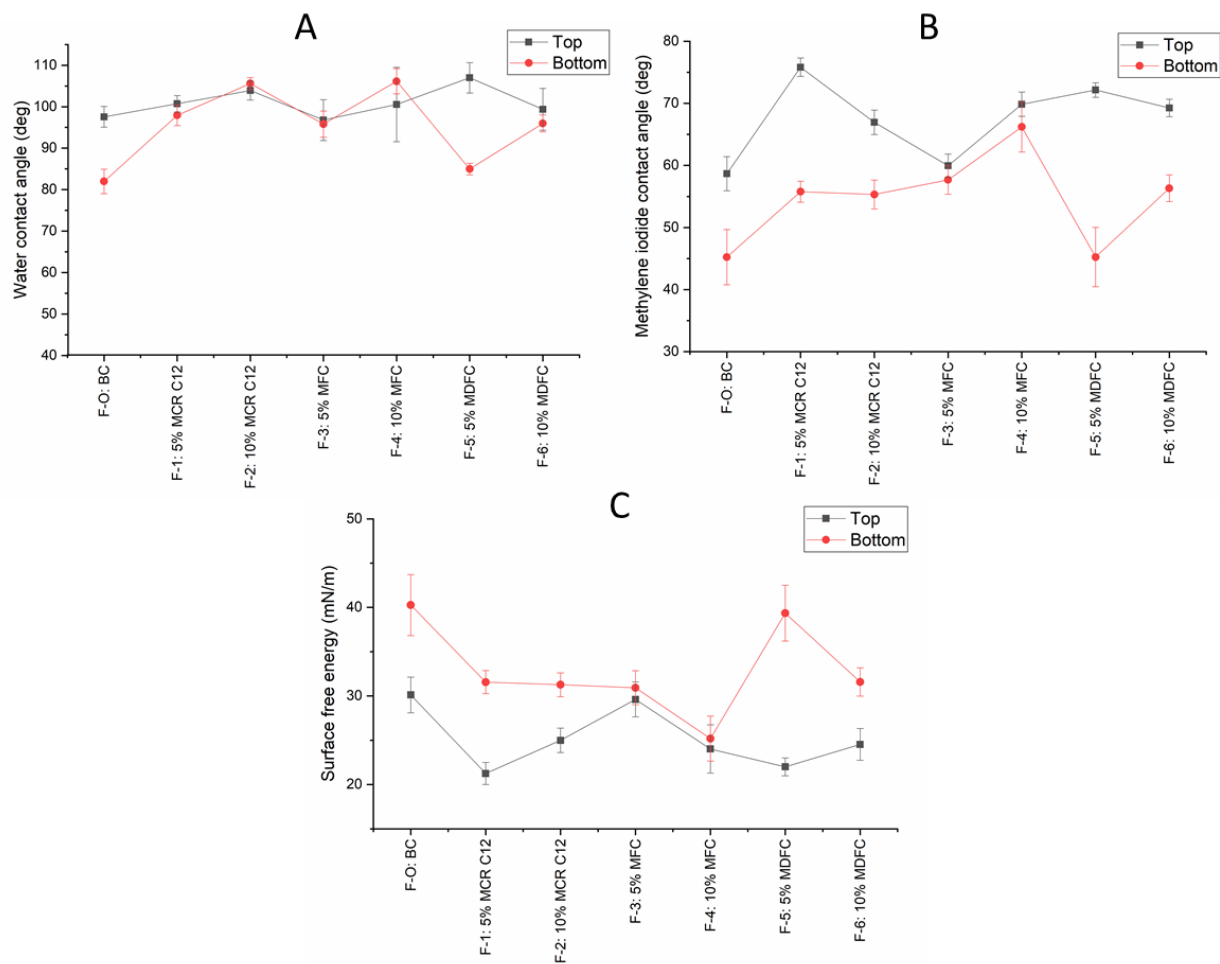 A
Top
Bottom
Water contact angle (deg)
110
100
90
80
70
60
50
40
F-O: BC
F-1: 5% MCR C12
F-2: 10% MCR C12
F-3: 5% MFC
F-4: 10% MFC
F-5: 5% MDFC
F-6: 10% MDFC
B
Top
Bottom
Methylene iodide contact angle (deg)
80
70
60
50
40
30
F-O: BC
F-1: 5% MCR C12
F-2: 10% MCR C12
F-3: 5% MFC
F-4: 10% MFC
F-5: 5% MDFC
F-6: 10% MDFC
C
Top
Bottom
Surface free energy (mN/m)
50
40
30
20
F-O: BC
F-1: 5% MCR C12
F-2: 10% MCR C12
F-3: 5% MFC
F-4: 10% MFC
F-5: 5% MDFC
F-6: 10% MDFC